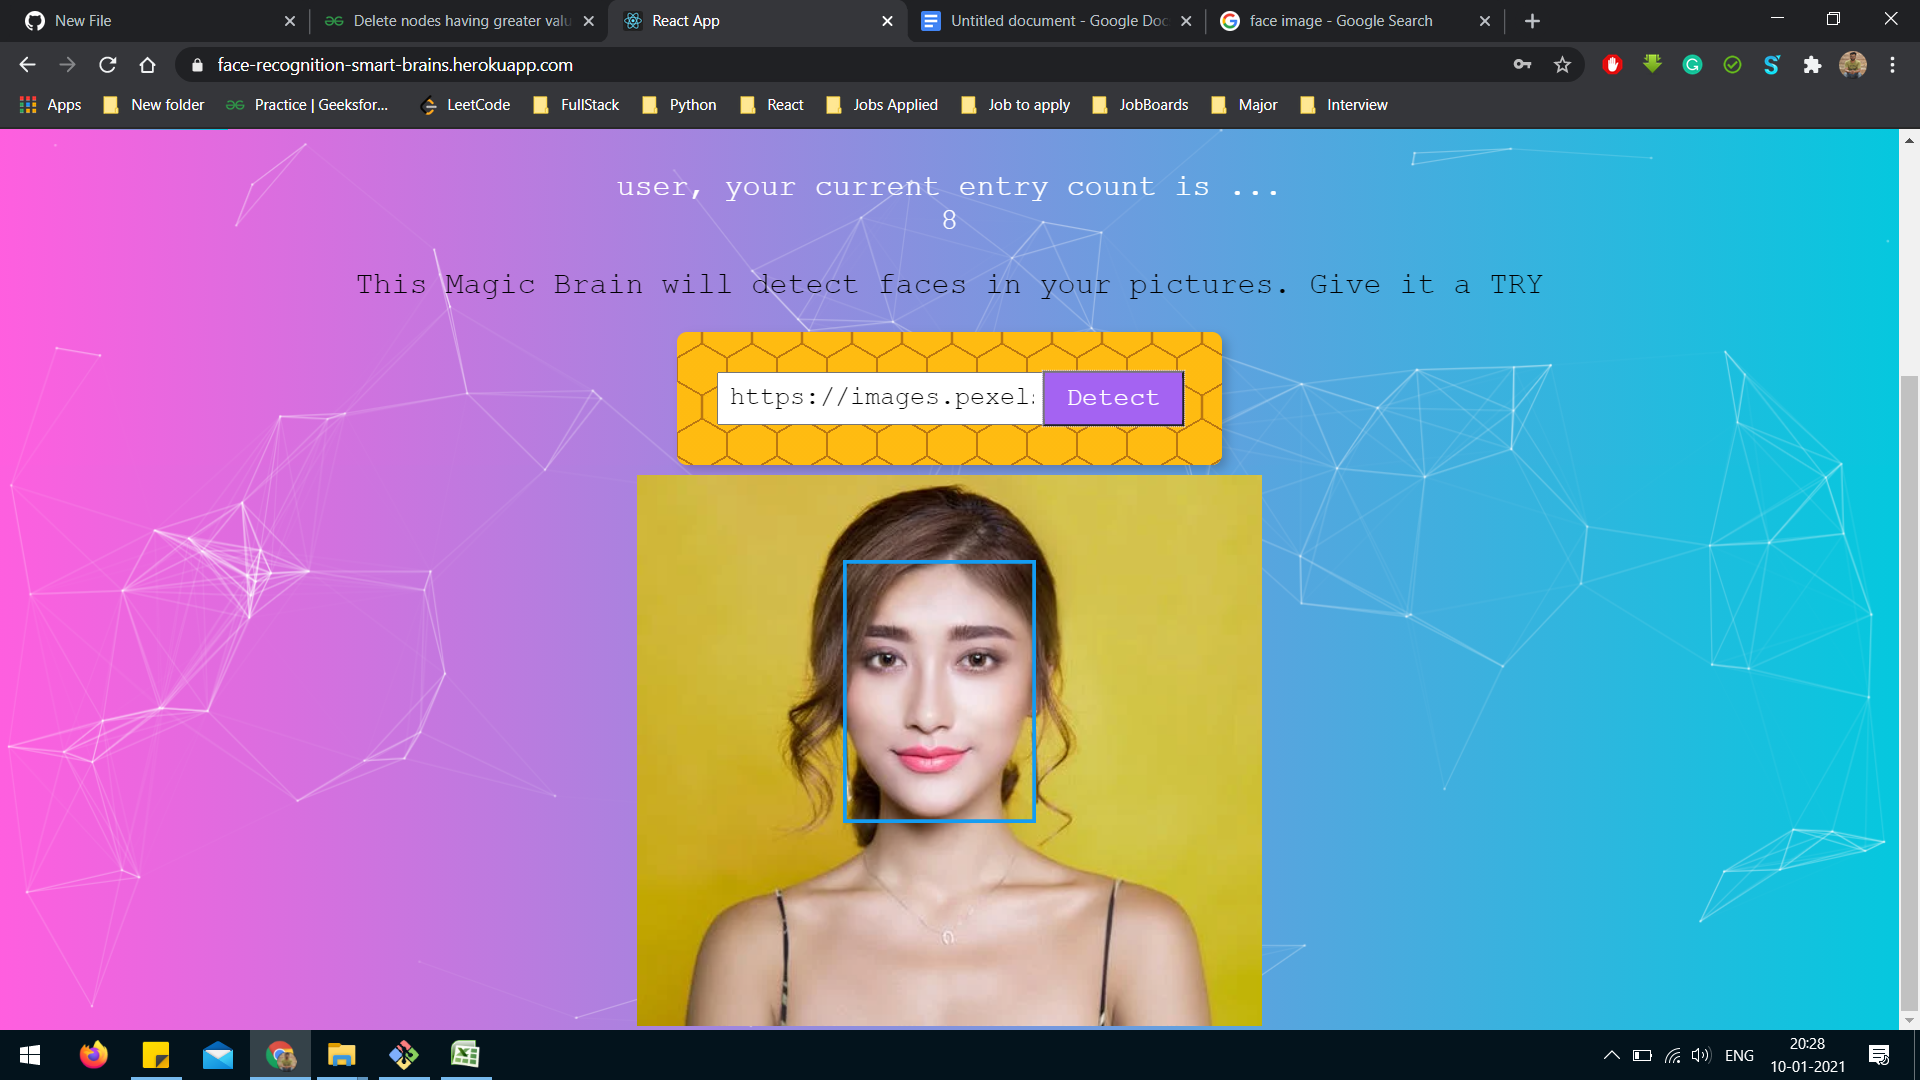 New File
Delete nodes having greater valu
React App
Untitled document - Google Doc
face image - Google Search
face-recognition-smart-brains.herokuapp.com
Apps
New folder
Practice | Geeksfor...
LeetCode
FullStack
Python
React
Jobs Applied
Job to apply
JobBoards
Major
Interview
user, your current entry count is ...
8
This Magic Brain will detect faces in your pictures. Give it a TRY
https://images.pexels
Detect
ENG
20:28
10-01-2021